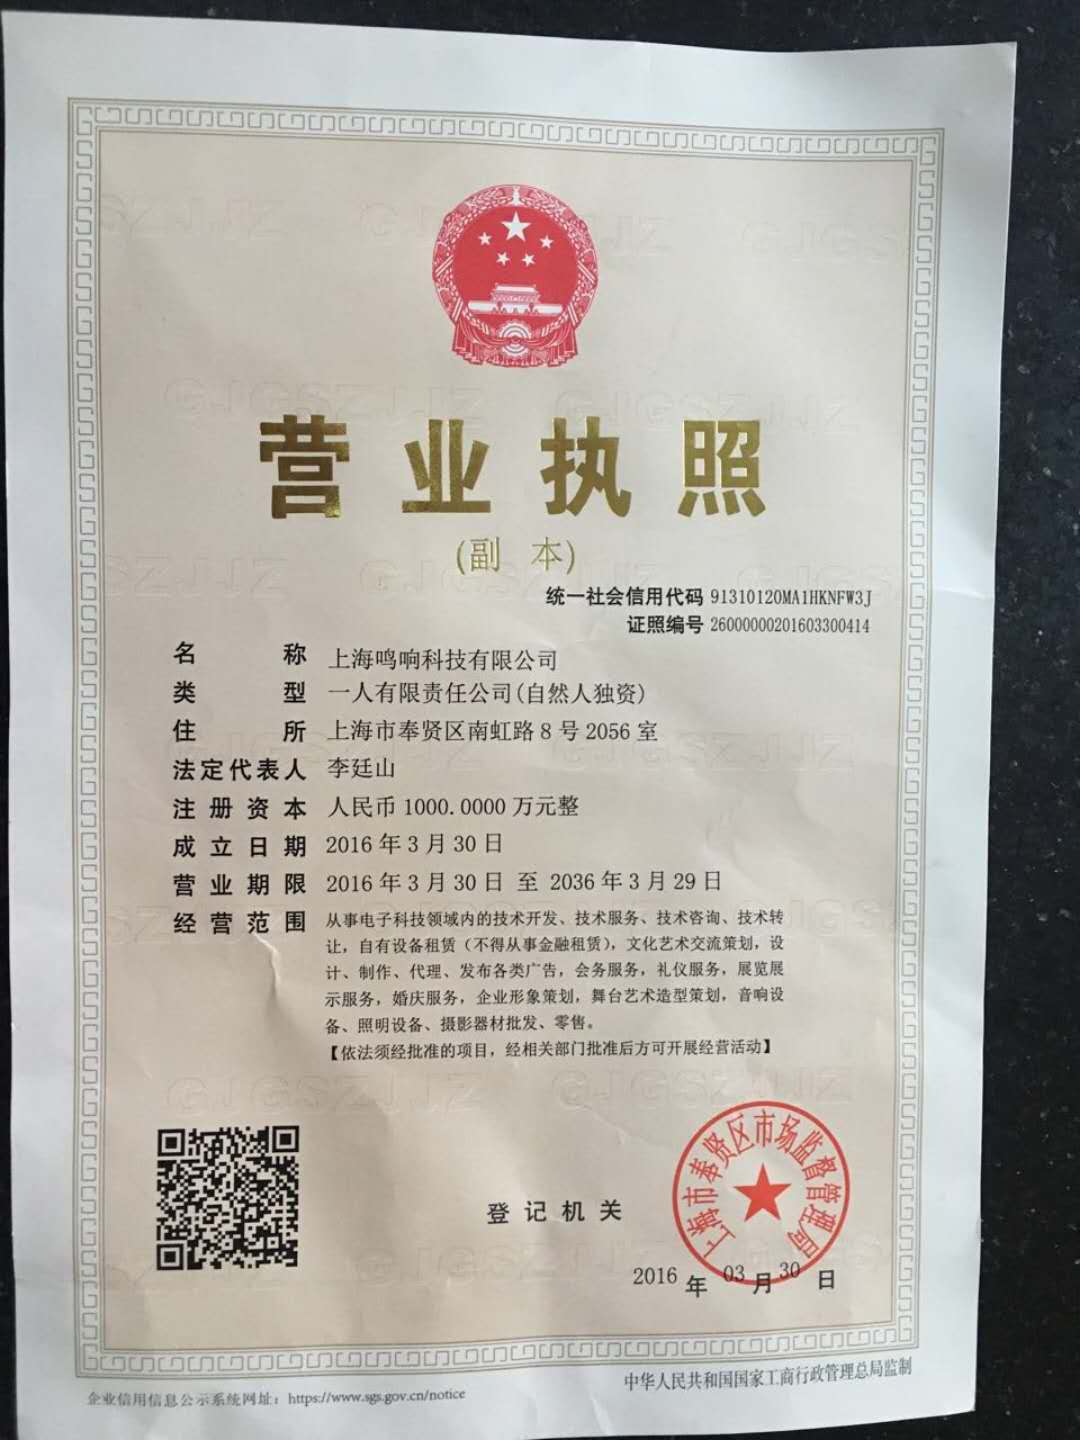 营业执照
(副 本)
统一社会信用代码 91310120MA1HKNFW3J
证照编号 26000000201603300414
名称 上海鸣响科技有限公司
类型 一人有限责任公司(自然人独资)
住所 上海市奉贤区南虹路8号2056室
法定代表人 李廷山
注册资本 人民币1000.0000万元整
成立日期 2016年3月30日
营业期限 2016年3月30日 至 2036年3月29日
经营范围 从事电子科技领域内的技术开发、技术服务、技术咨询、技术转
让，自有设备租赁（不得从事金融租赁），文化艺术交流策划，设
计、制作、代理、发布各类广告，会务服务，礼仪服务，展览展
示服务，婚庆服务，企业形象策划，舞台艺术造型策划，音响设
备、照明设备、摄影器材批发、零售。
【依法须经批准的项目，经相关部门批准后方可开展经营活动】
上海市奉贤区市场监督管理局
登记机关
2016年03月30日
企业信用信息公示系统网址：https://www.sgs.gov.cn/notice
中华人民共和国国家工商行政管理总局监制